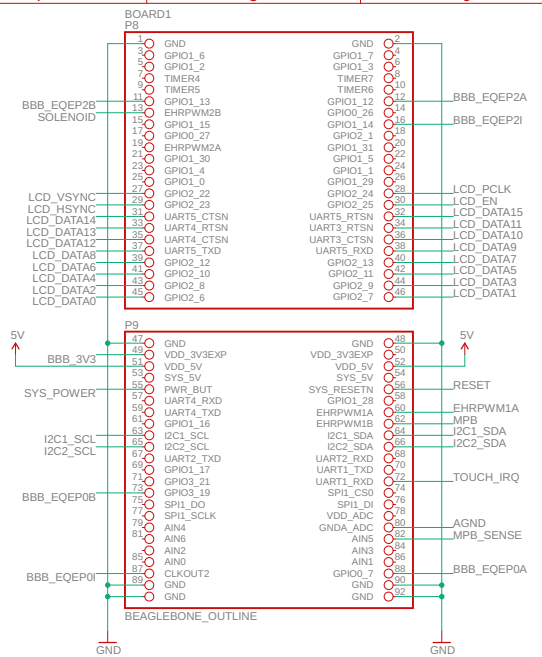 BOARD1
P8
1 GND GND 2
3 GPIO1_6 GPIO1_7 4
5 GPIO1_2 GPIO1_3 6
7 TIMER4 TIMER7 8
9 TIMER5 TIMER6 10
BBB_EQEP2B 11 GPIO1_13 GPIO1_12 12 BBB_EQEP2A
SOLENOID 13 EHRPWM2B GPIO0_26 14
15 GPIO1_15 GPIO1_14 16 BBB_EQEP2I
17 GPIO0_27 GPIO2_1 18
19 EHRPWM2A GPIO1_31 20
21 GPIO1_30 GPIO1_5 22
23 GPIO1_4 GPIO1_1 24
25 GPIO1_0 GPIO1_29 26
LCD_VSYNC 27 GPIO2_22 GPIO2_24 28 LCD_PCLK
LCD_HSYNC 29 GPIO2_23 GPIO2_25 30 LCD_EN
LCD_DATA14 31 UART5_CTSN UART5_RTSN 32 LCD_DATA15
LCD_DATA13 33 UART4_RTSN UART3_RTSN 34 LCD_DATA11
LCD_DATA12 35 UART4_CTSN UART3_CTSN 36 LCD_DATA10
LCD_DATA8 37 UART5_TXD UART5_RXD 38 LCD_DATA9
LCD_DATA6 39 GPIO2_12 GPIO2_13 40 LCD_DATA7
LCD_DATA4 41 GPIO2_10 GPIO2_11 42 LCD_DATA5
LCD_DATA2 43 GPIO2_8 GPIO2_9 44 LCD_DATA3
LCD_DATA0 45 GPIO2_6 GPIO2_7 46 LCD_DATA1
P9
5V 5V
47 GND GND 48
BBB_3V3 49 VDD_3V3EXP VDD_3V3EXP 50
51 VDD_5V VDD_5V 52
53 SYS_5V SYS_5V 54
SYS_POWER 55 PWR_BUT SYS_RESETN 56 RESET
57 UART4_RXD GPIO1_28 58
59 UART4_TXD EHRPWM1A 60 EHRPWM1A
61 GPIO1_16 EHRPWM1B 62 MPB
I2C1_SCL 63 I2C1_SCL I2C1_SDA 64 I2C1_SDA
I2C2_SCL 65 I2C2_SCL I2C2_SDA 66 I2C2_SDA
67 UART2_TXD UART2_RXD 68
69 GPIO1_17 UART1_TXD 70
71 GPIO3_21 UART1_RXD 72 TOUCH_IRQ
BBB_EQEP0B 73 GPIO3_19 SPI1_CS0 74
75 SPI1_DO SPI1_DI 76
77 SPI1_SCLK VDD_ADC 78
79 AIN4 GNDA_ADC 80 AGND
81 AIN6 AIN5 82 MPB_SENSE
AIN2 AIN3 84
85 AIN0 AIN1 86
BBB_EQEP0I 87 CLKOUT2 GPIO0_7 88 BBB_EQEP0A
89 GND GND 90
GND GND 92
BEAGLEBONE_OUTLINE
GND GND